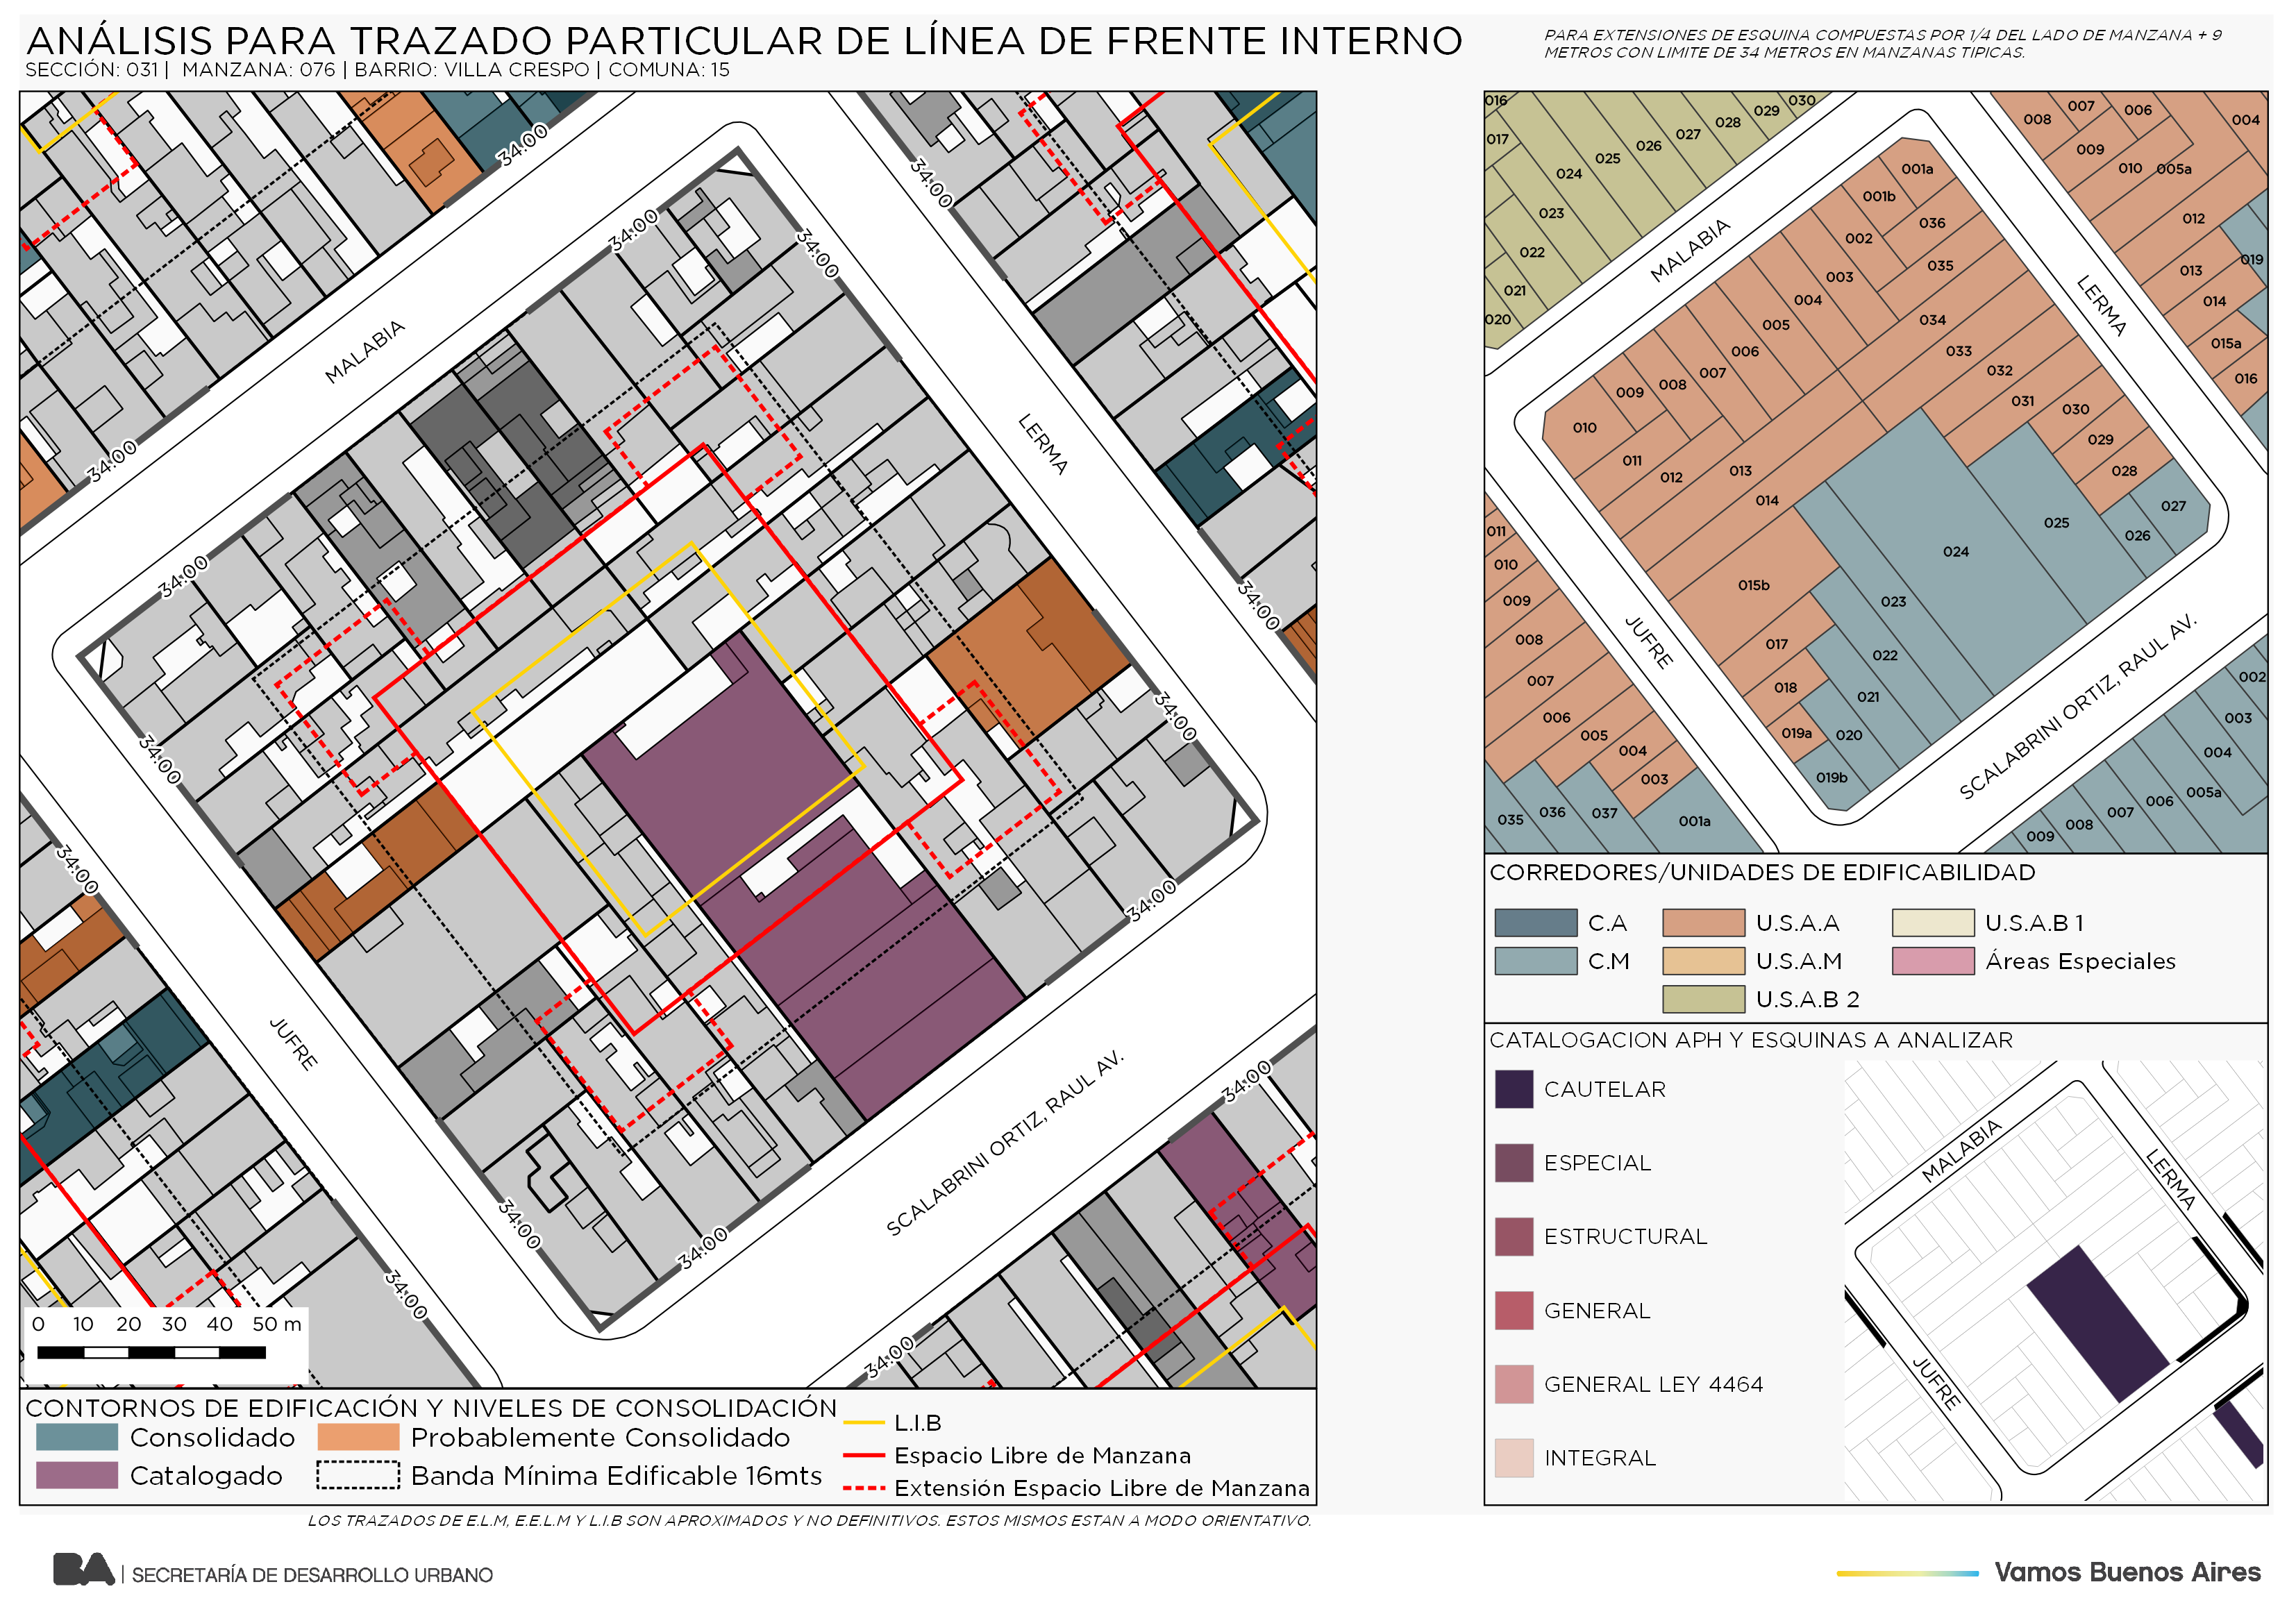 ANÁLISIS PARA TRAZADO PARTICULAR DE LÍNEA DE FRENTE INTERNO
SECCIÓN: 031 | MANZANA: 076 | BARRIO: VILLA CRESPO | COMUNA: 15
PARA EXTENSIONES DE ESQUINA COMPUESTAS POR 1/4 DEL LADO DE MANZANA + 9
METROS CON LIMITE DE 34 METROS EN MANZANAS TIPICAS.
34:00
34:00
34:00
34:00
MALABIA
34:00
34:00
LERMA
34:00
34:00
34:00
34:00
34:00
JUFRE
34:00
34:00
34:00
34:00
34:00
34:00
SCALABRINI ORTIZ, RAUL AV.
0 10 20 30 40 50 m
CONTORNOS DE EDIFICACIÓN Y NIVELES DE CONSOLIDACIÓN
Consolidado
Probablemente Consolidado
Catalogado
Banda Mínima Edificable 16mts
L.I.B
Espacio Libre de Manzana
Extensión Espacio Libre de Manzana
LOS TRAZADOS DE E.L.M, E.E.L.M Y L.I.B SON APROXIMADOS Y NO DEFINITIVOS. ESTOS MISMOS ESTAN A MODO ORIENTATIVO.
016
017
024
025
026
027
028
029
030
023
022
021
020
MALABIA
001a
001b
036
002
035
003
004
034
005
033
006
032
007
031
008
030
009
029
010
028
011
012
013
014
027
025
026
024
015b
023
017
022
018
021
019a
020
019b
LERMA
008
007
006
004
009
010
005a
012
019
013
014
015a
016
JUFRE
011
010
009
008
007
006
005
004
003
035
036
037
001a
SCALABRINI ORTIZ, RAUL AV.
002
003
004
005a
006
007
008
009
CORREDORES/UNIDADES DE EDIFICABILIDAD
C.A
U.S.A.A
U.S.A.B 1
C.M
U.S.A.M
Áreas Especiales
U.S.A.B 2
CATALOGACION APH Y ESQUINAS A ANALIZAR
CAUTELAR
ESPECIAL
ESTRUCTURAL
GENERAL
GENERAL LEY 4464
INTEGRAL
MALABIA
LERMA
JUFRE
BA | SECRETARÍA DE DESARROLLO URBANO
Vamos Buenos Aires